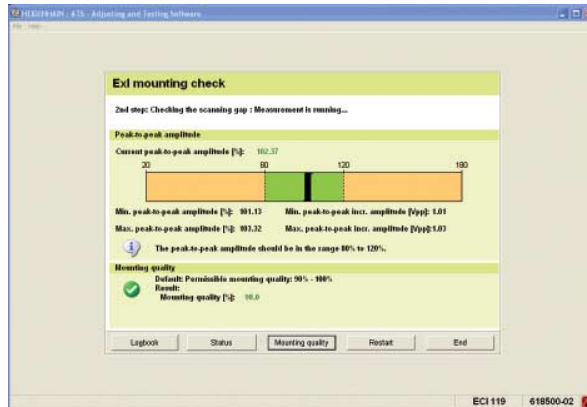 HEIDENHAIN : ATS - Adjusting and Testing Software
File Help
ExI mounting check
2nd step: Checking the scanning gap : Measurement is running...
Peak-to-peak amplitude
Current peak-to-peak amplitude [%]: 102.37
20 80 120 180
Min. peak-to-peak amplitude [%]: 101.13 Min. peak-to-peak incr. amplitude [Vpp]: 1.01
Max. peak-to-peak amplitude [%]: 103.32 Max. peak-to-peak incr. amplitude [Vpp]: 1.03
The peak-to-peak amplitude should be in the range 80% to 120%.
Mounting quality
Default: Permissible mounting quality: 90% - 100%
Result:
Mounting quality [%]: 98.0
Logbook Status Mounting quality Restart End
ECI 119 618500-02